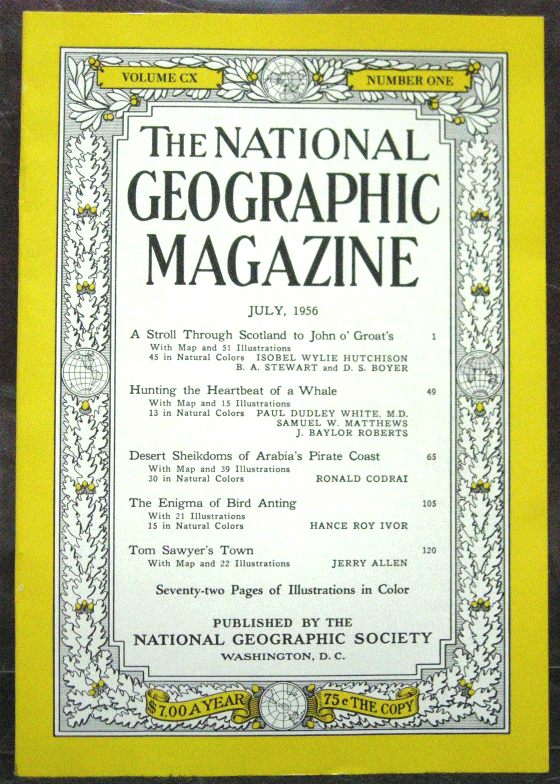 VOLUME CX NUMBER ONE
THE NATIONAL
GEOGRAPHIC
MAGAZINE
JULY, 1956
A Stroll Through Scotland to John o' Groat's 1
With Map and 51 Illustrations
45 in Natural Colors ISOBEL WYLIE HUTCHISON
B. A. STEWART and D. S. BOYER
Hunting the Heartbeat of a Whale 49
With Map and 15 Illustrations
13 in Natural Colors PAUL DUDLEY WHITE, M.D.
SAMUEL W. MATTHEWS
J. BAYLOR ROBERTS
Desert Sheikdoms of Arabia's Pirate Coast 65
With Map and 39 Illustrations
30 in Natural Colors RONALD CODRAI
The Enigma of Bird Anting 105
With 21 Illustrations
15 in Natural Colors HANCE ROY IVOR
Tom Sawyer's Town 120
With Map and 22 Illustrations JERRY ALLEN
Seventy-two Pages of Illustrations in Color
PUBLISHED BY THE
NATIONAL GEOGRAPHIC SOCIETY
WASHINGTON, D. C.
$7.00 A YEAR 75c THE COPY